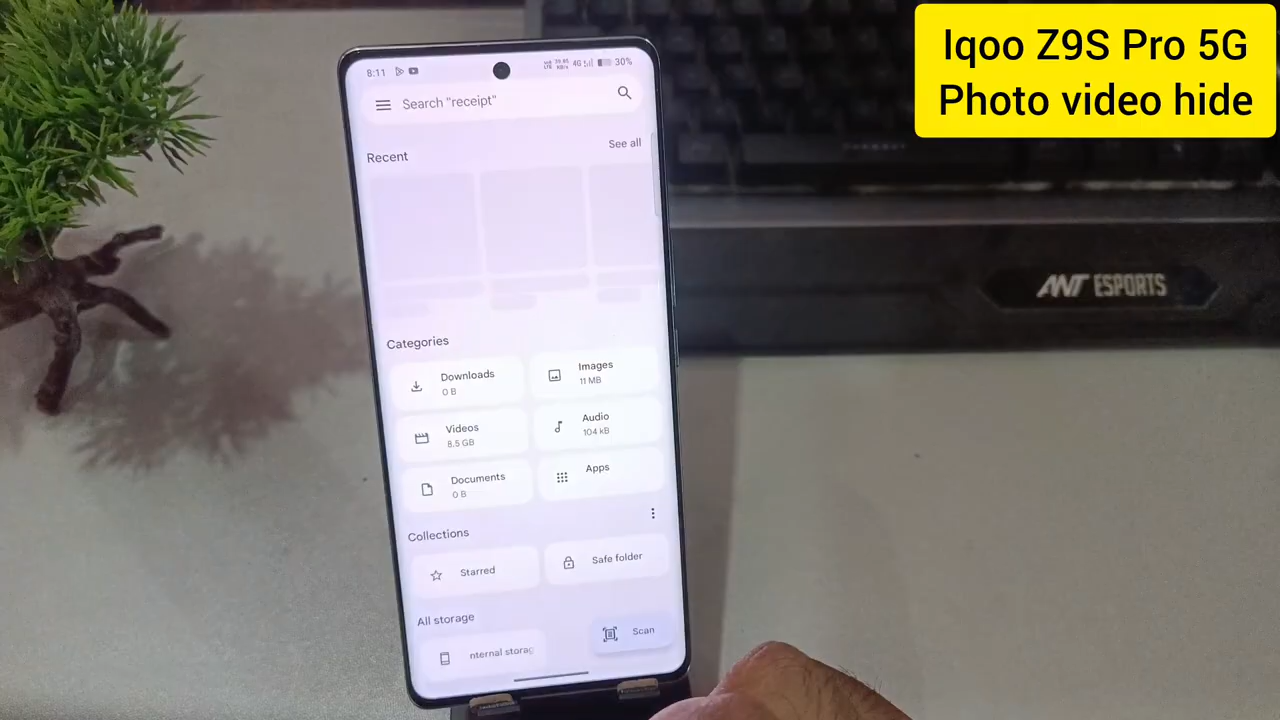 Iqoo Z9S Pro 5G
Photo video hide
8:11
4G
30%
Search "receipt"
Recent
See all
Categories
Downloads
0 B
Images
11 MB
Videos
8.5 GB
Audio
104 kB
Documents
0 B
Apps
Collections
Starred
Safe folder
All storage
nternal storag
Scan
ANT ESPORTS